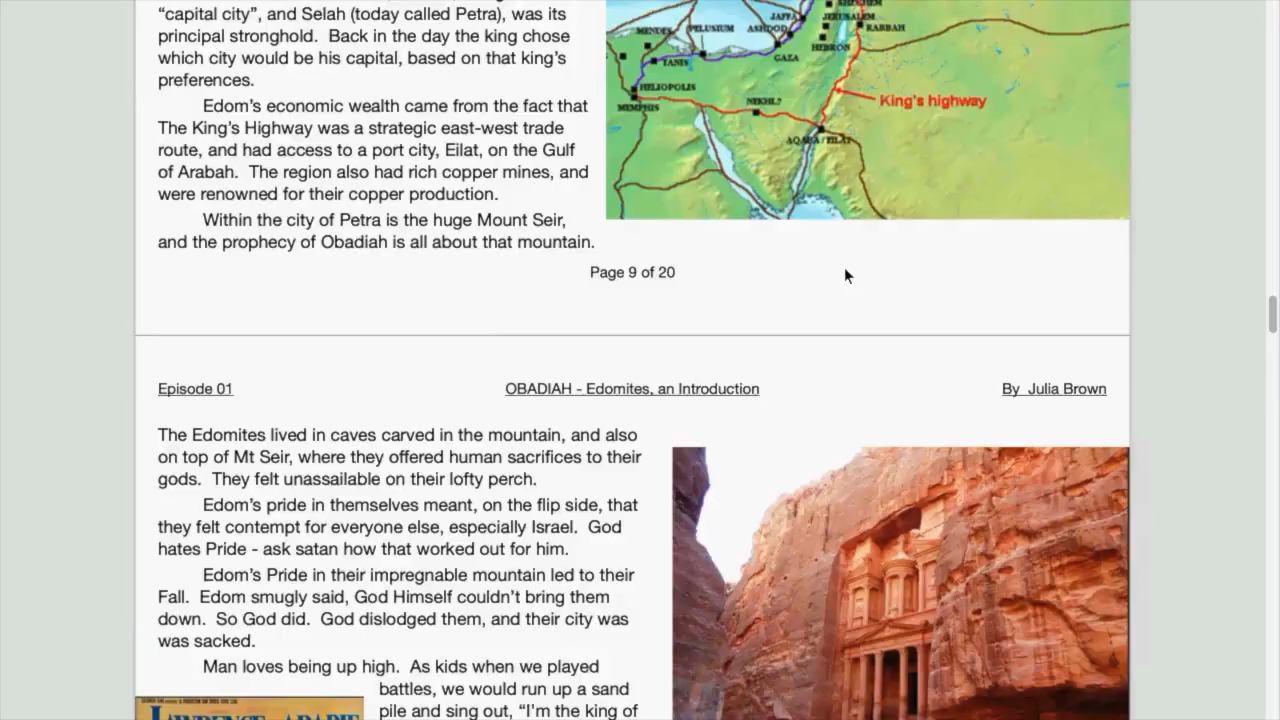 “capital city”, and Selah (today called Petra), was its
principal stronghold.  Back in the day the king chose
which city would be his capital, based on that king’s
preferences.
Edom’s economic wealth came from the fact that
The King’s Highway was a strategic east-west trade
route, and had access to a port city, Eilat, on the Gulf
of Arabah.  The region also had rich copper mines, and
were renowned for their copper production.
Within the city of Petra is the huge Mount Seir,
and the prophecy of Obadiah is all about that mountain.
JAFFA
JERUSALEM
MENDES
PELUSIUM
ASHDOD
RABBAH
HEBRON
GAZA
TANIS
HELIOPOLIS
MEMPHIS
NEKHL?
King's highway
AQABA / EILAT
Page 9 of 20
Episode 01
OBADIAH - Edomites, an Introduction
By  Julia Brown
The Edomites lived in caves carved in the mountain, and also
on top of Mt Seir, where they offered human sacrifices to their
gods.  They felt unassailable on their lofty perch.
Edom’s pride in themselves meant, on the flip side, that
they felt contempt for everyone else, especially Israel.  God
hates Pride - ask satan how that worked out for him.
Edom’s Pride in their impregnable mountain led to their
Fall.  Edom smugly said, God Himself couldn’t bring them
down.  So God did.  God dislodged them, and their city was
was sacked.
Man loves being up high.  As kids when we played
battles, we would run up a sand
pile and sing out, “I’m the king of